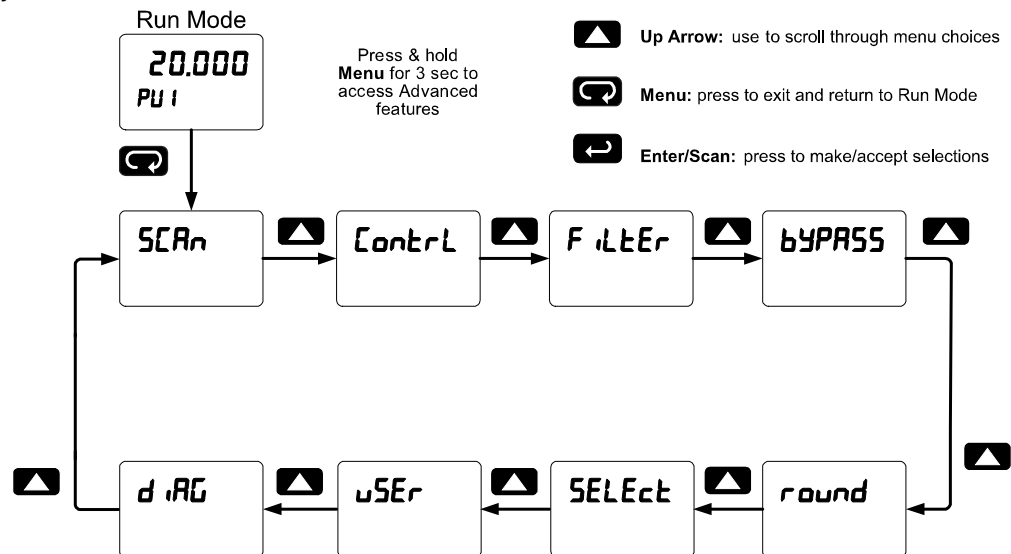 Run Mode
20.000
PV1
Press & hold
Menu for 3 sec to
access Advanced
features
Up Arrow: use to scroll through menu choices
Menu: press to exit and return to Run Mode
Enter/Scan: press to make/accept selections
SCAn
ContrL
FiLtEr
bYPASS
diAG
uSEr
SELEct
round